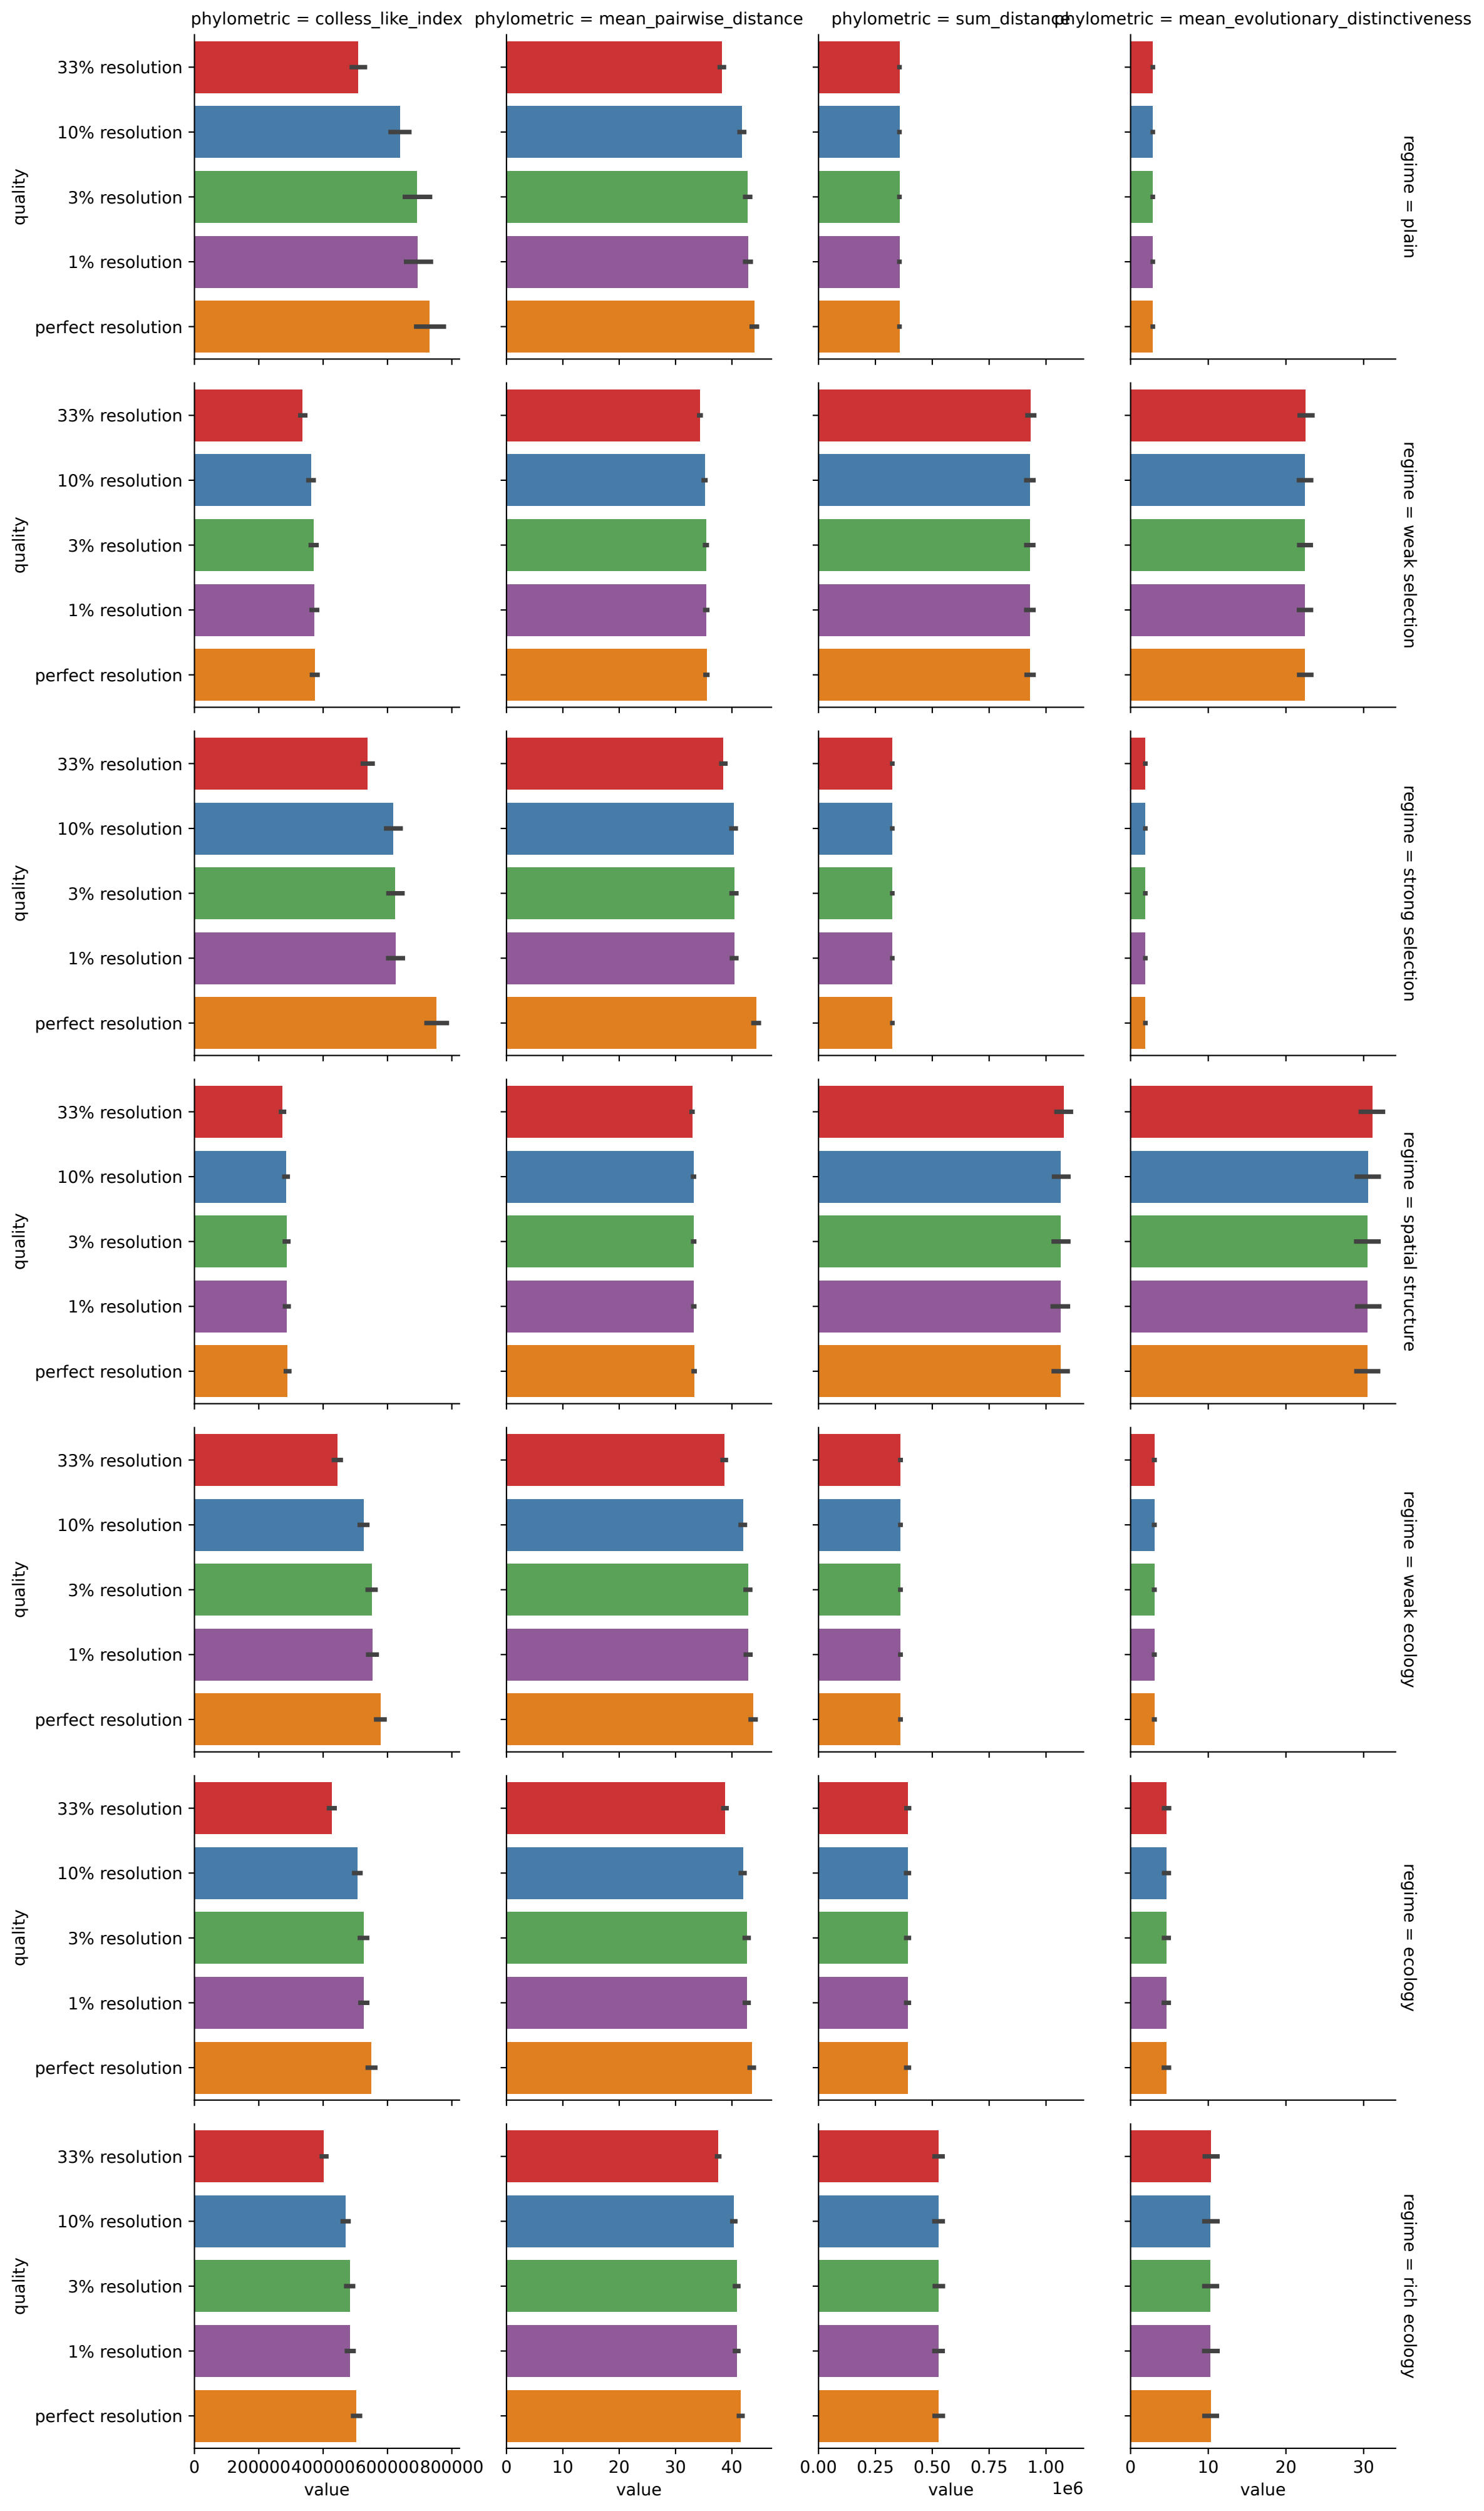 phylometric = colless_like_index
phylometric = mean_pairwise_distance
phylometric = sum_distance
phylometric = mean_evolutionary_distinctiveness
quality
33% resolution
10% resolution
3% resolution
1% resolution
perfect resolution
regime = plain
quality
33% resolution
10% resolution
3% resolution
1% resolution
perfect resolution
regime = weak selection
quality
33% resolution
10% resolution
3% resolution
1% resolution
perfect resolution
regime = strong selection
quality
33% resolution
10% resolution
3% resolution
1% resolution
perfect resolution
regime = spatial structure
quality
33% resolution
10% resolution
3% resolution
1% resolution
perfect resolution
regime = weak ecology
quality
33% resolution
10% resolution
3% resolution
1% resolution
perfect resolution
regime = ecology
quality
33% resolution
10% resolution
3% resolution
1% resolution
perfect resolution
regime = rich ecology
0 200000 400000 600000 800000
value
0 10 20 30 40
value
0.00 0.25 0.50 0.75 1.00
1e6
value
0 10 20 30
value